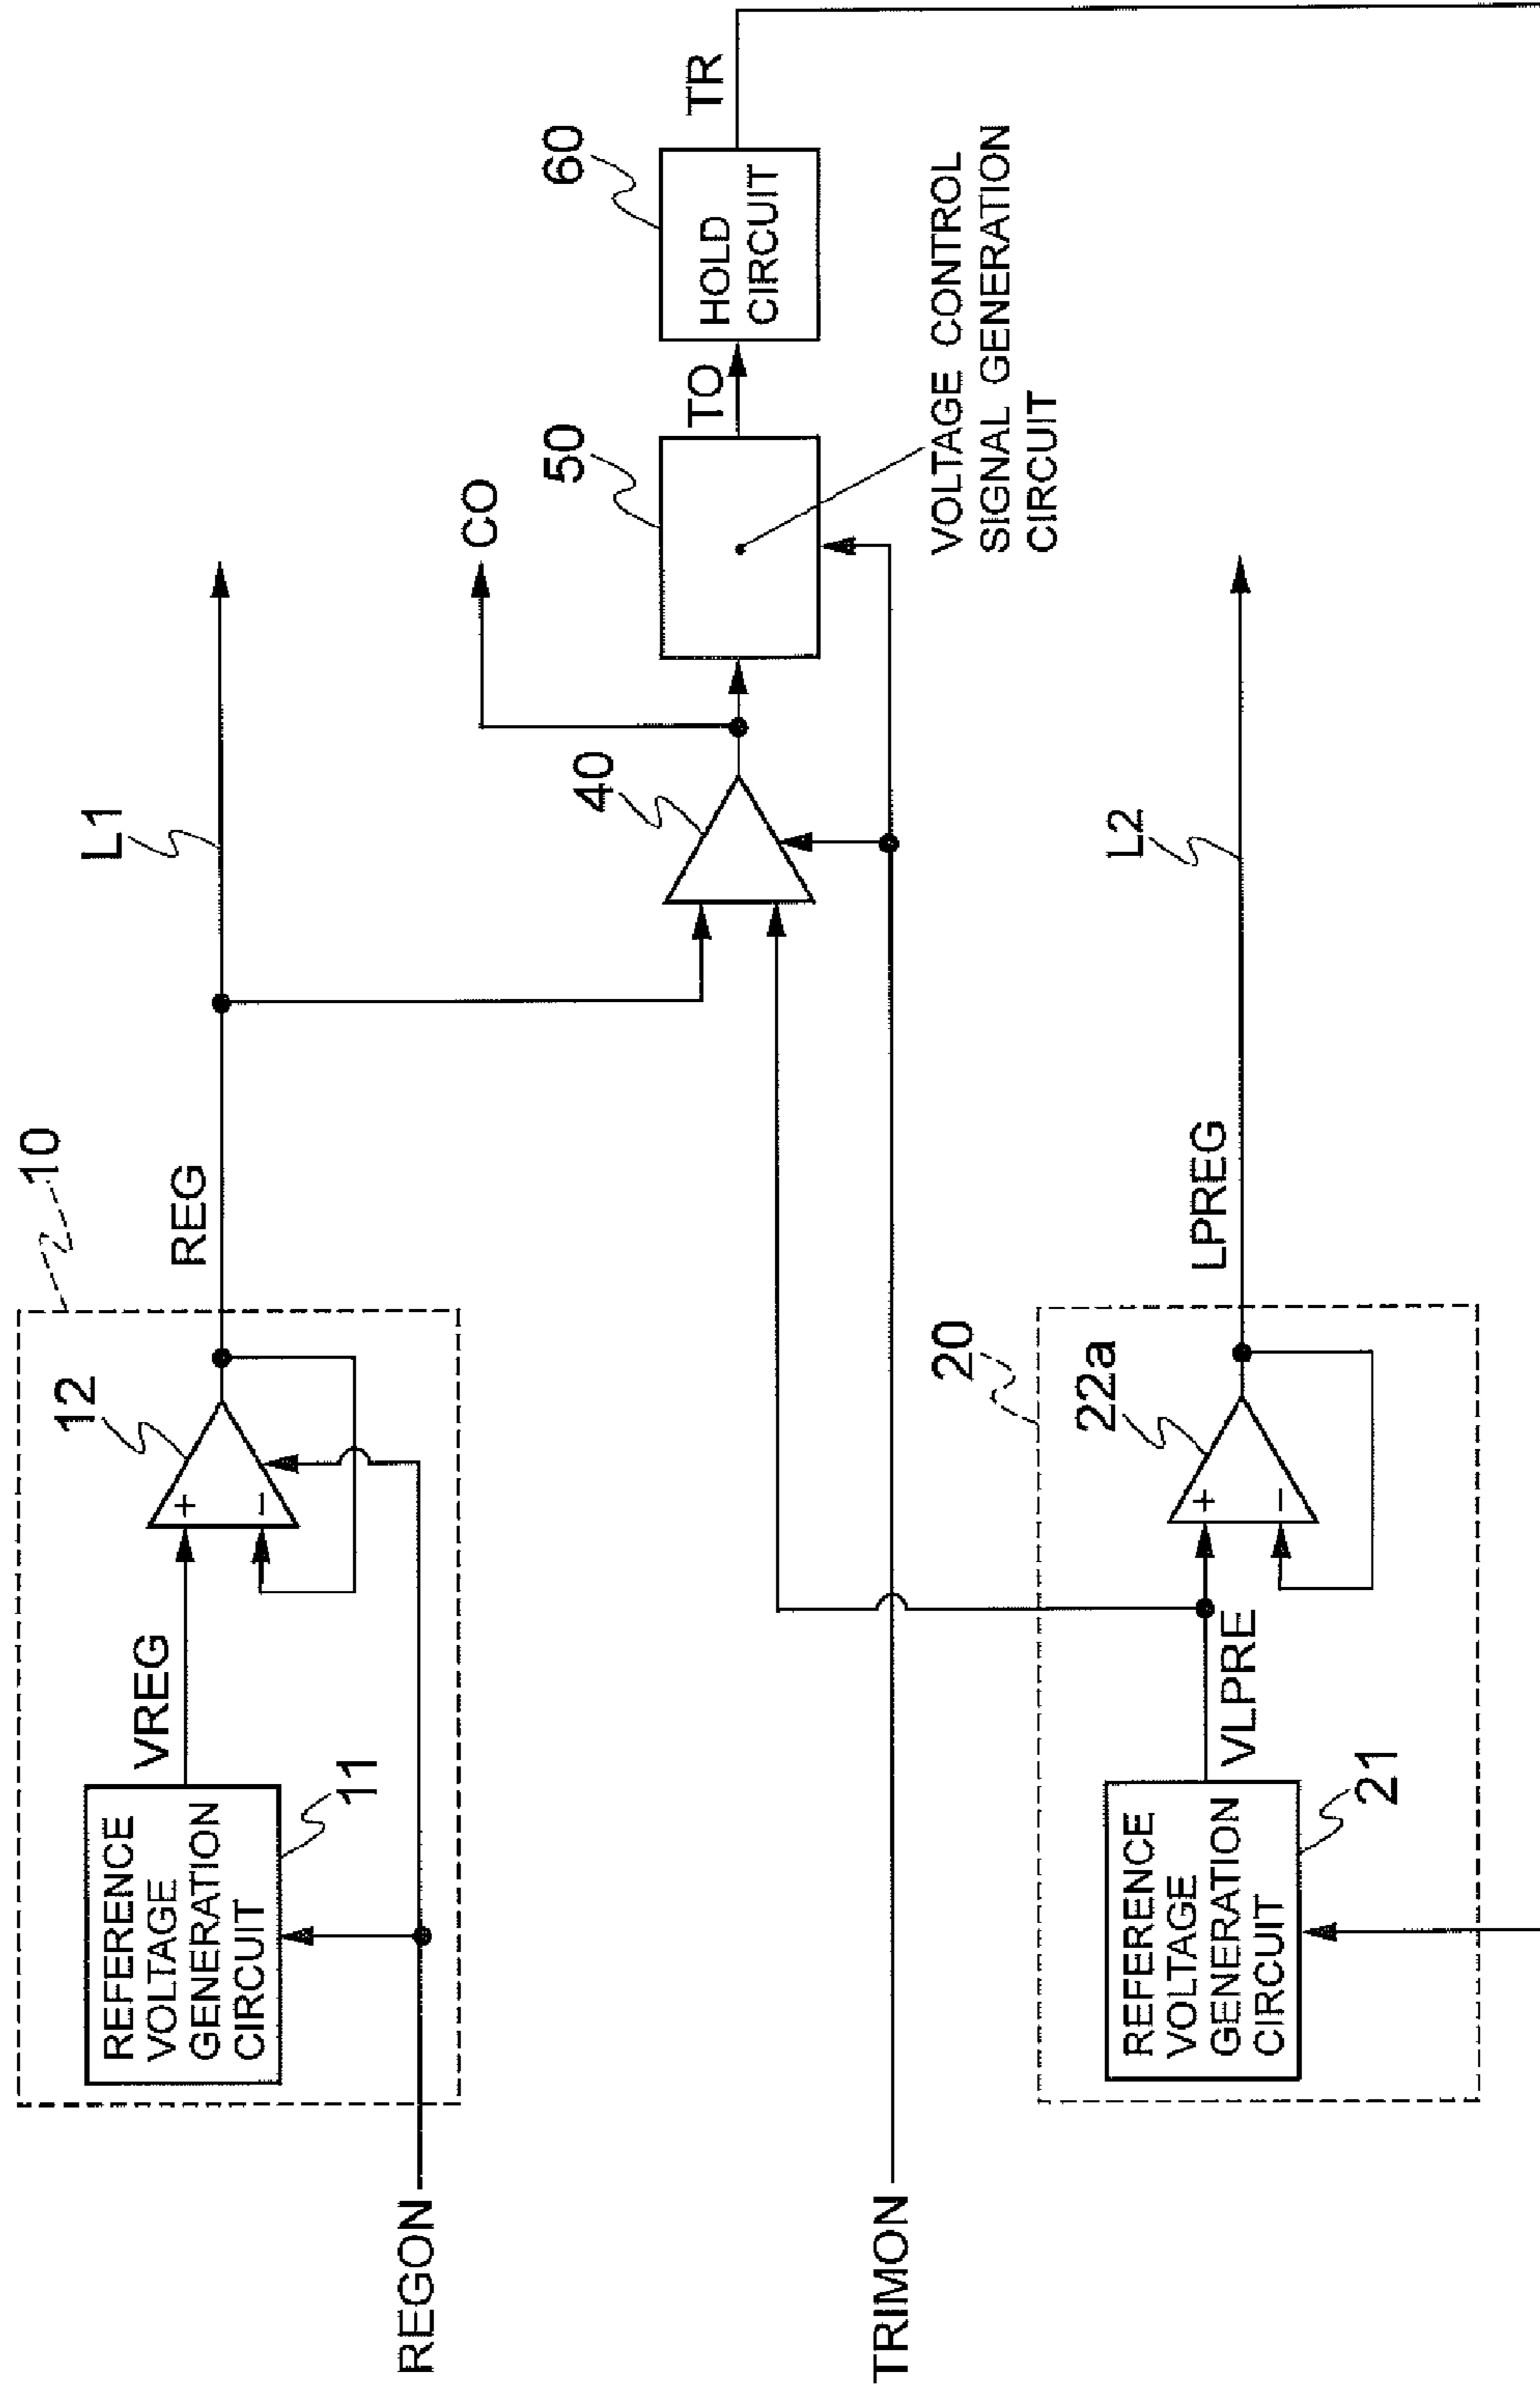 10
REFERENCE
VOLTAGE
GENERATION
CIRCUIT
11
VREG
12
+
−
REG
L1
REGON
CO
40
50
TO
60
HOLD
CIRCUIT
TR
VOLTAGE CONTROL
SIGNAL GENERATION
CIRCUIT
TRIMON
20
REFERENCE
VOLTAGE
GENERATION
CIRCUIT
21
VLPRE
22a
+
−
LPREG
L2